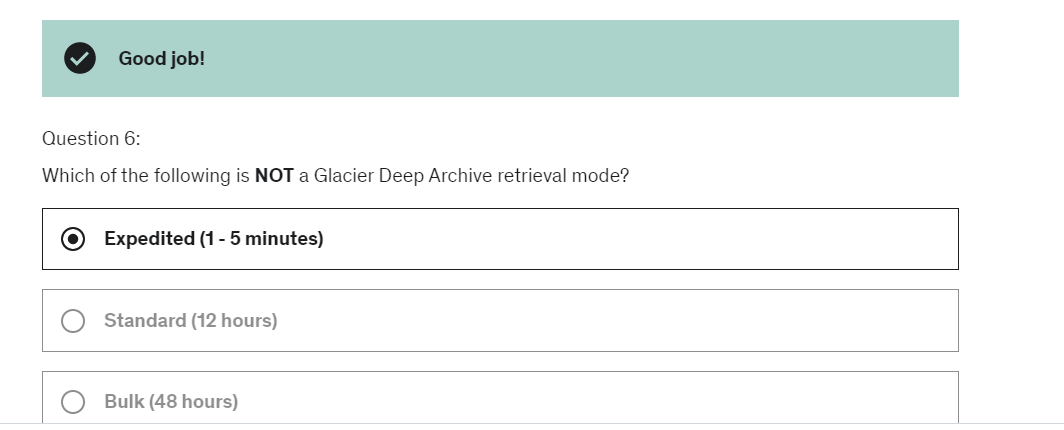 Good job!
Question 6:
Which of the following is NOT a Glacier Deep Archive retrieval mode?
Expedited (1 - 5 minutes)
Standard (12 hours)
Bulk (48 hours)